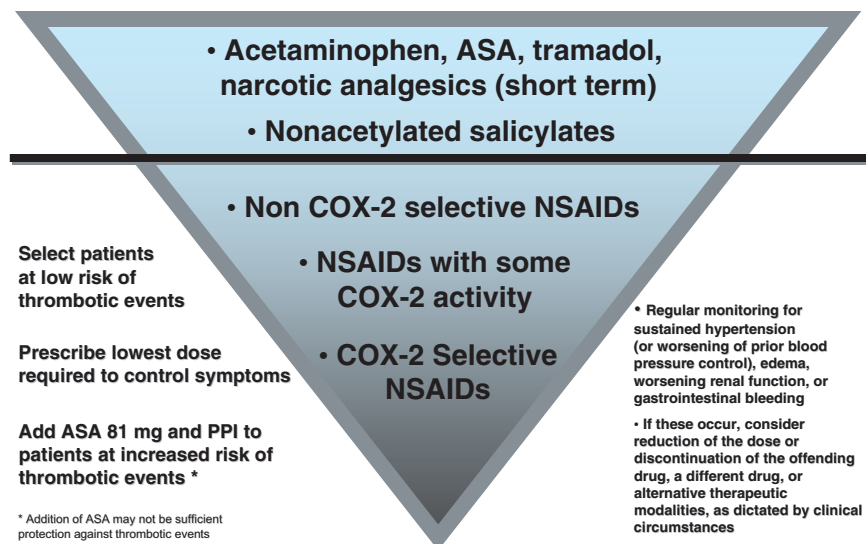 • Acetaminophen, ASA, tramadol,
narcotic analgesics (short term)
• Nonacetylated salicylates
• Non COX-2 selective NSAIDs
• NSAIDs with some
COX-2 activity
• COX-2 Selective
NSAIDs
Select patients
at low risk of
thrombotic events
Prescribe lowest dose
required to control symptoms
Add ASA 81 mg and PPI to
patients at increased risk of
thrombotic events *
* Addition of ASA may not be sufficient
protection against thrombotic events
• Regular monitoring for
sustained hypertension
(or worsening of prior blood
pressure control), edema,
worsening renal function, or
gastrointestinal bleeding
• If these occur, consider
reduction of the dose or
discontinuation of the offending
drug, a different drug, or
alternative therapeutic
modalities, as dictated by clinical
circumstances